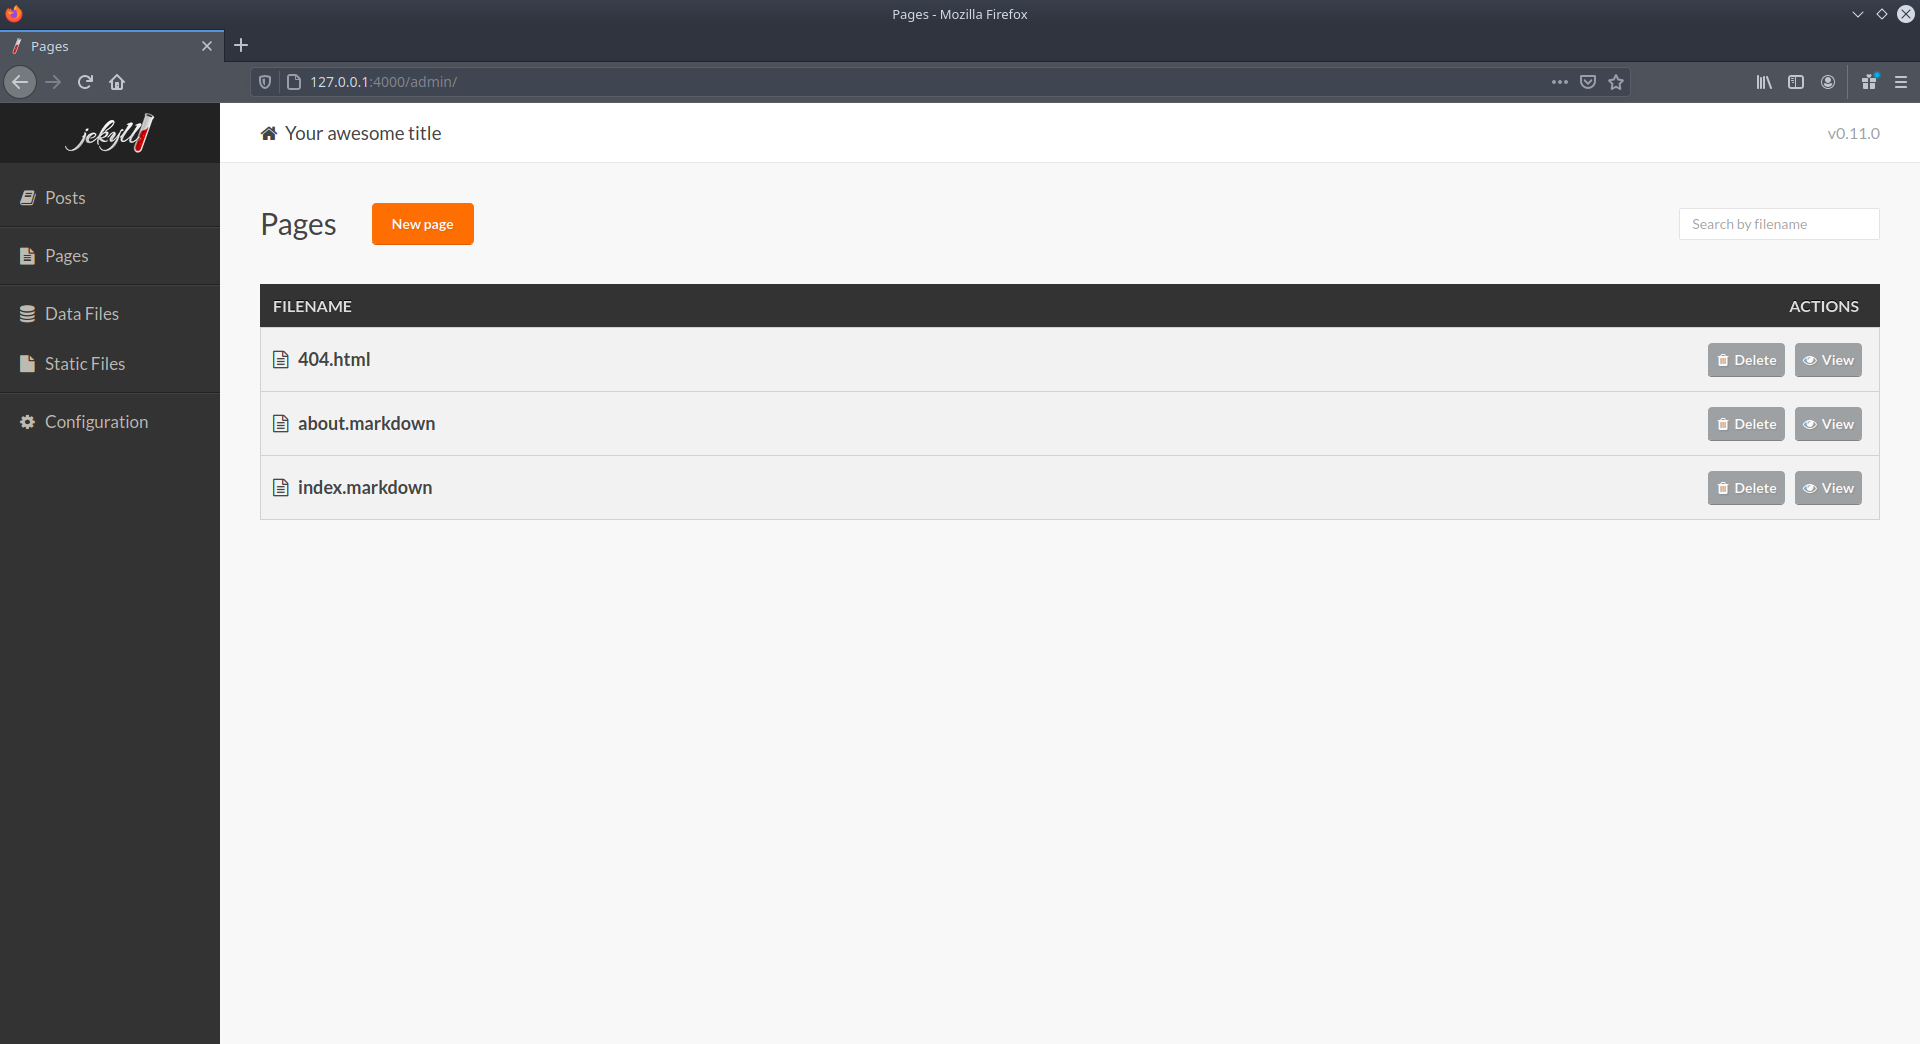 Pages - Mozilla Firefox
Pages
127.0.0.1:4000/admin/
jekyll
Your awesome title
v0.11.0
Posts
Pages
Data Files
Static Files
Configuration
Pages
New page
Search by filename
FILENAME ACTIONS
404.html Delete View
about.markdown Delete View
index.markdown Delete View